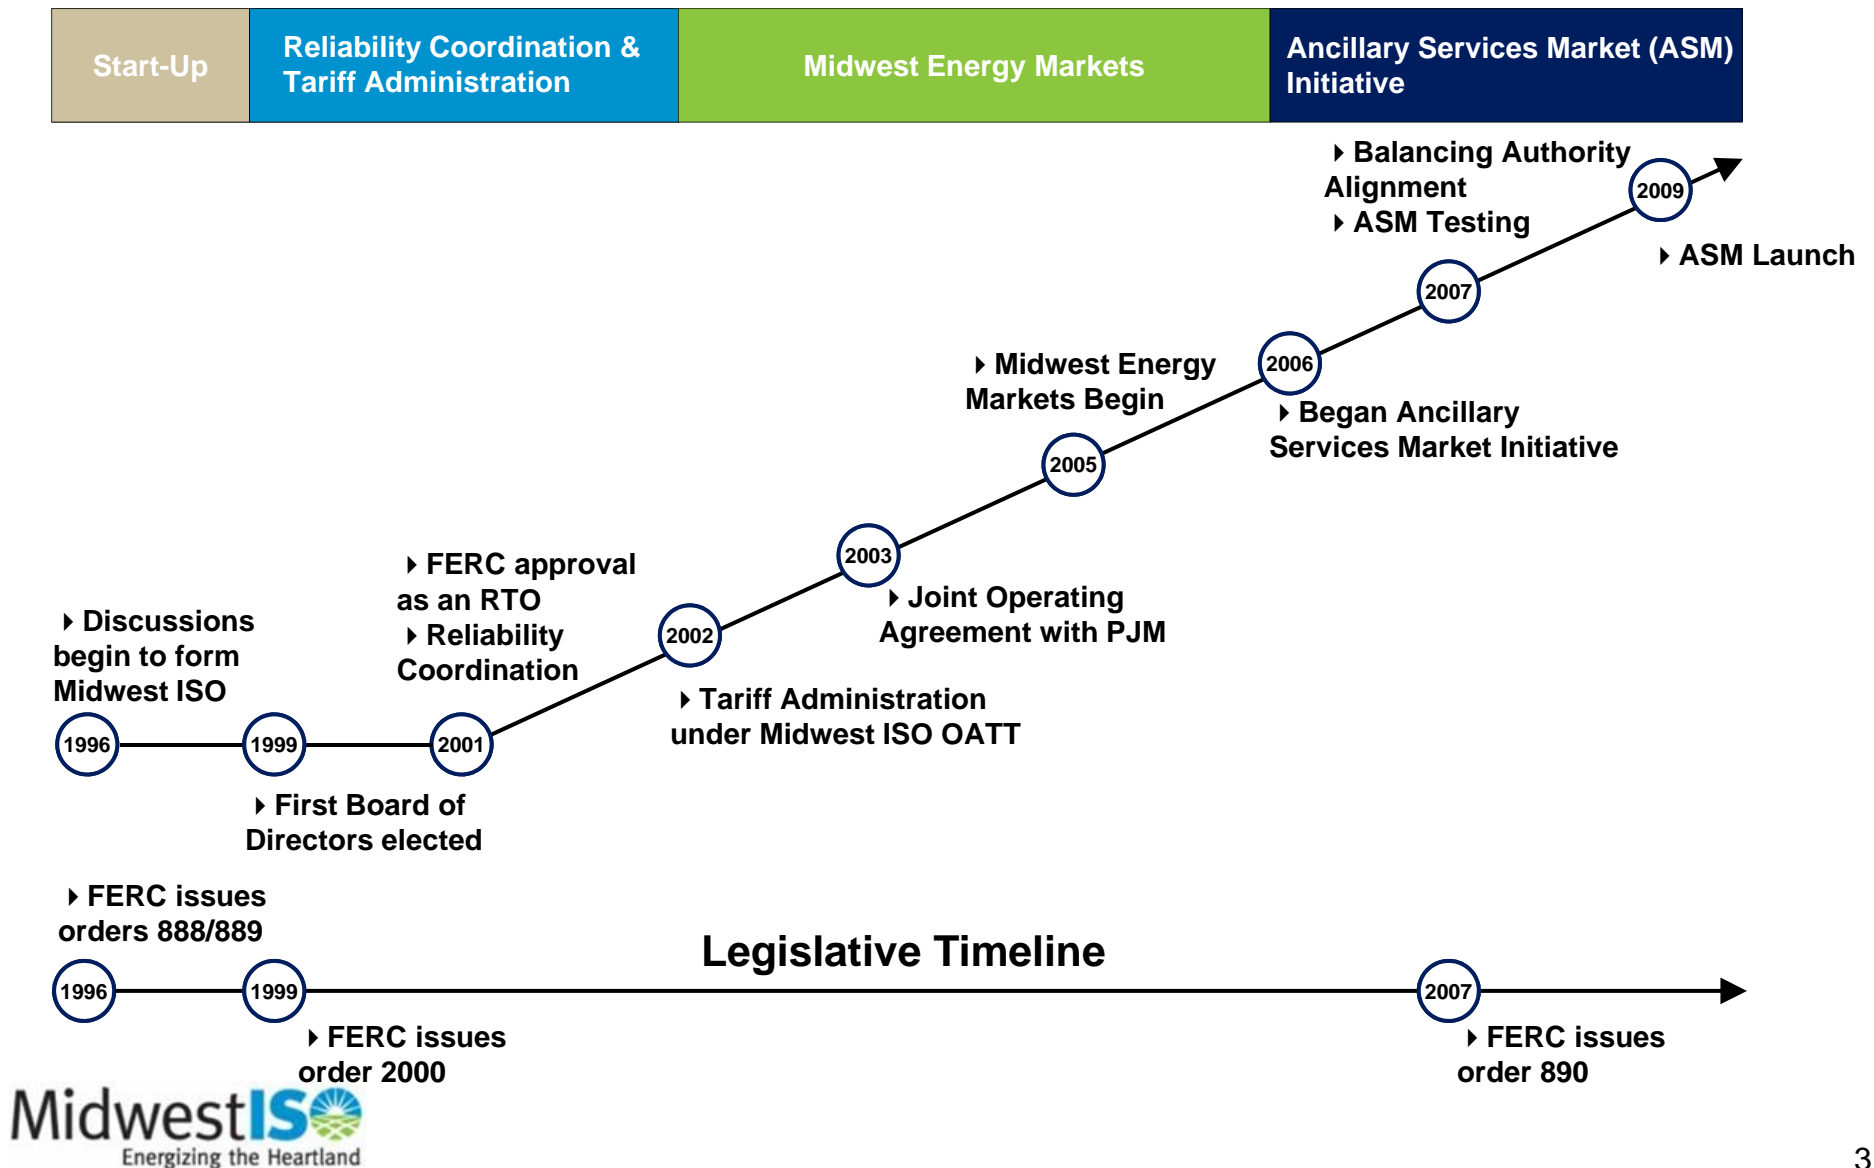 Start-Up
Reliability Coordination &
Tariff Administration
Midwest Energy Markets
Ancillary Services Market (ASM)
Initiative
Balancing Authority
Alignment
ASM Testing
2009
ASM Launch
2007
Midwest Energy
Markets Begin
2006
Began Ancillary
Services Market Initiative
2005
2003
Joint Operating
Agreement with PJM
FERC approval
as an RTO
Reliability
Coordination
2002
Tariff Administration
under Midwest ISO OATT
Discussions
begin to form
Midwest ISO
1996
1999
2001
First Board of
Directors elected
FERC issues
orders 888/889
Legislative Timeline
1996
1999
2007
FERC issues
order 2000
FERC issues
order 890
MidwestISO
Energizing the Heartland
3